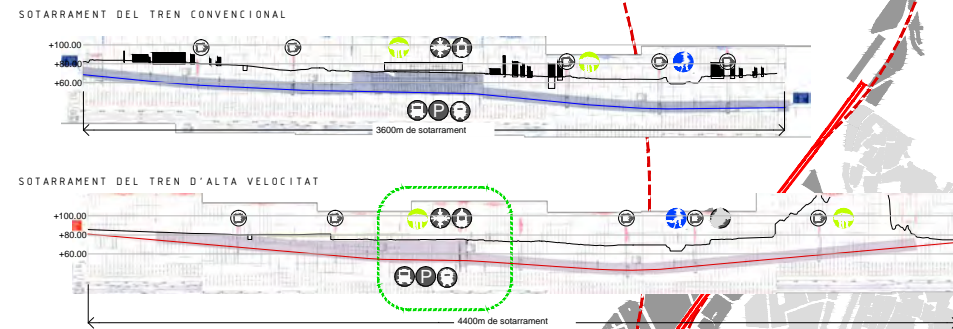 SOTARRAMENT DEL TREN CONVENCIONAL
+100.00
+80.00
+60.00
P
3600m de sotarrament
SOTARRAMENT DEL TREN D'ALTA VELOCITAT
+100.00
+80.00
+60.00
P
4400m de sotarrament